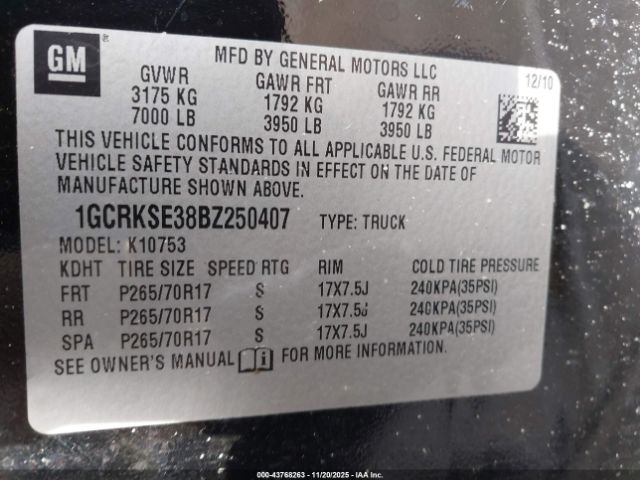 GM
MFD BY GENERAL MOTORS LLC
12/10
GVWR GAWR FRT GAWR RR
3175 KG 1792 KG 1792 KG
7000 LB 3950 LB 3950 LB
THIS VEHICLE CONFORMS TO ALL APPLICABLE U.S. FEDERAL MOTOR
VEHICLE SAFETY STANDARDS IN EFFECT ON THE DATE OF
MANUFACTURE SHOWN ABOVE.
1GCRKSE38BZ250407 TYPE: TRUCK
MODEL: K10753
KDHT TIRE SIZE SPEED RTG RIM COLD TIRE PRESSURE
FRT P265/70R17 S 17X7.5J 240KPA(35PSI)
RR P265/70R17 S 17X7.5J 240KPA(35PSI)
SPA P265/70R17 S 17X7.5J 240KPA(35PSI)
SEE OWNER'S MANUAL i FOR MORE INFORMATION.
000-43768263 - 11/20/2025 - IAA Inc.